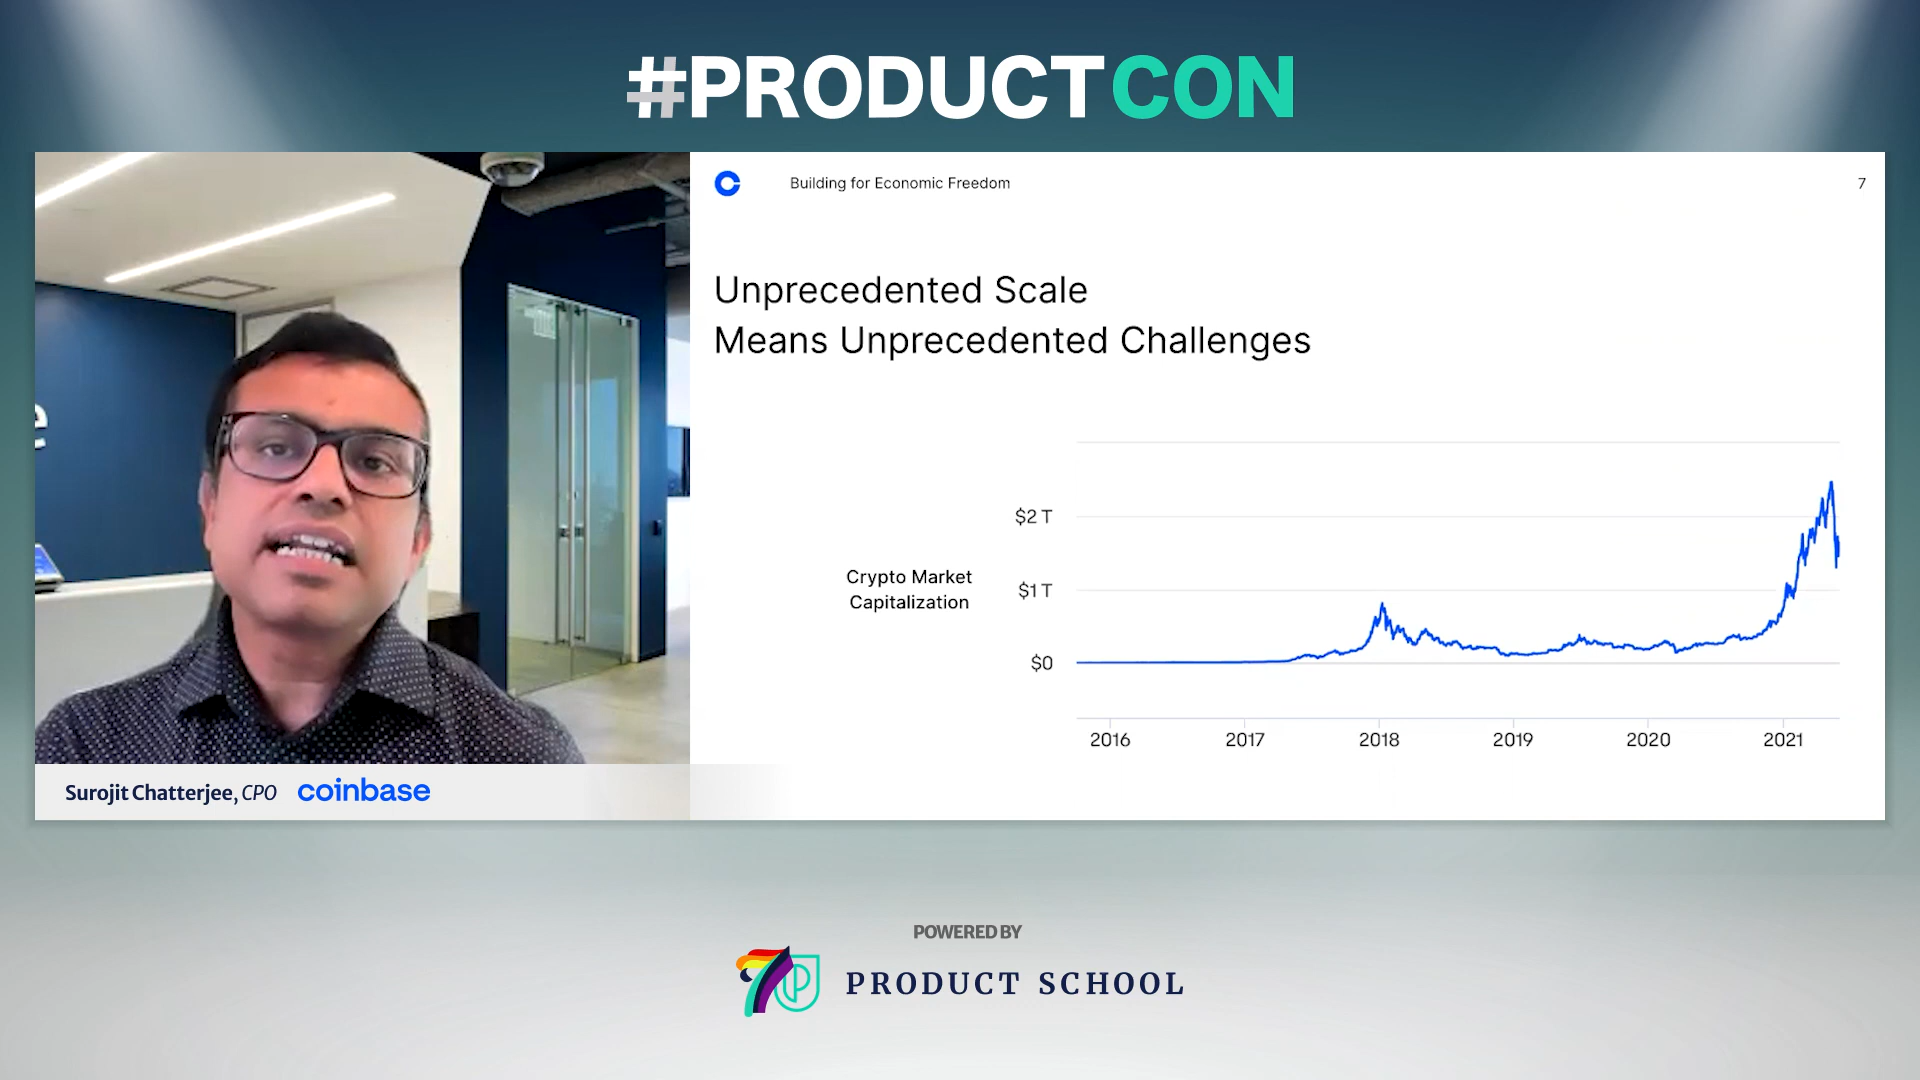 #PRODUCTCON
Building for Economic Freedom
7
Unprecedented Scale
Means Unprecedented Challenges
$2 T
Crypto Market
Capitalization
$1 T
$0
2016 2017 2018 2019 2020 2021
e
Surojit Chatterjee, CPO coinbase
POWERED BY
PRODUCT SCHOOL